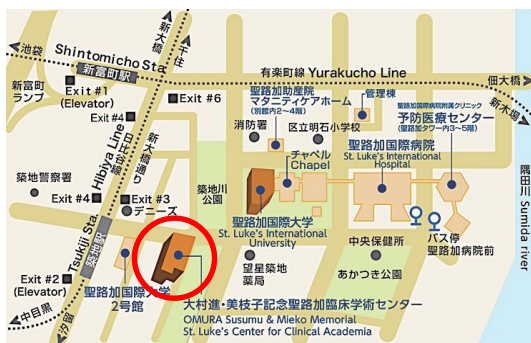 池袋
Shintomicho Sta.
新富町駅
新大橋
千住
新富町
ランプ
Exit #1
(Elevator)
Exit #6
Exit #4
有楽町線 Yurakucho Line
佃大橋
新木場
聖路加助産院
マタニティケアホーム
(別館内2〜4階)
管理棟
聖路加国際病院附属クリニック
予防医療センター
(聖路加タワー内3〜5階)
消防署
区立明石小学校
チャペル
Chapel
聖路加国際病院
St. Luke's International
Hospital
日比谷線
Hibiya Line
新大橋通り
築地警察署
Exit #4
Exit #3
デニーズ
築地川
公園
聖路加国際大学
St. Luke's International
University
隅田川 Sumida river
バス停
聖路加病院前
中央保健所
あかつき公園
望星築地
薬局
Tsukiji Sta.
築地駅
Exit #2
(Elevator)
中目黒
汐留
聖路加国際大学
2号館
大村進・美枝子記念聖路加臨床学術センター
OMURA Susumu & Mieko Memorial
St. Luke's Center for Clinical Academia